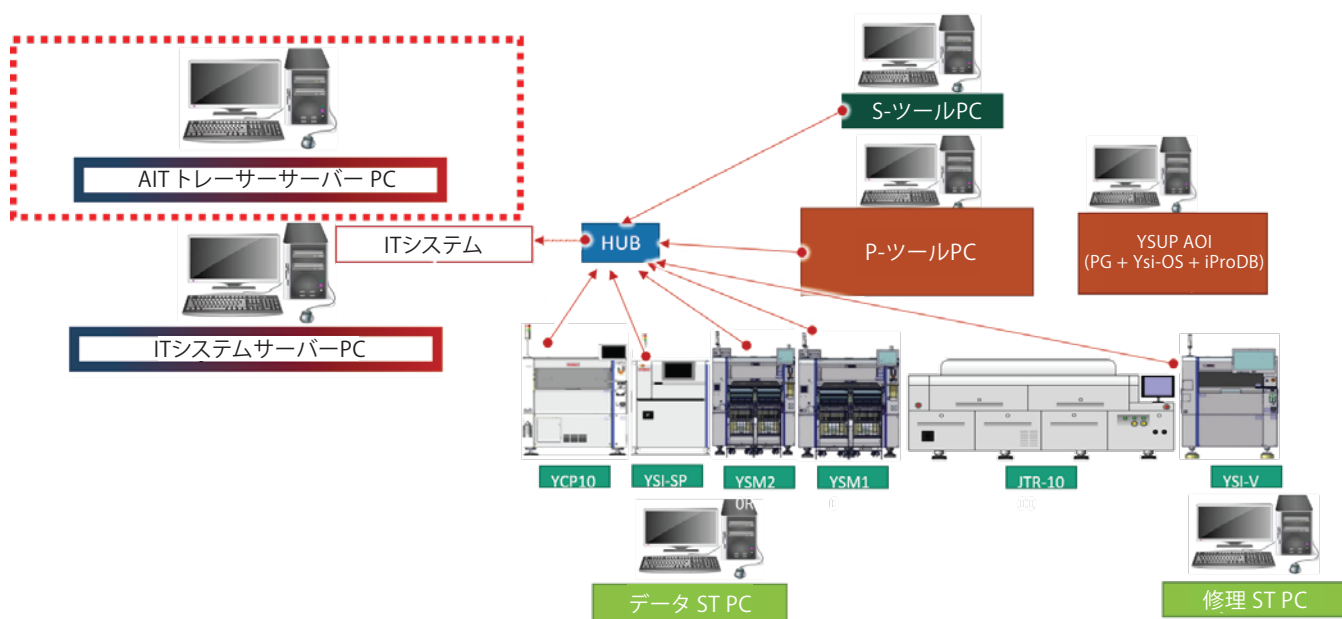 S-ツールPC
AIT トレーサーサーバー PC
ITシステム
HUB
P-ツールPC
YSUP AOI
(PG + Ysi-OS + iProDB)
ITシステムサーバーPC
YCP10
YSI-SP
YSM2
YSM1
JTR-10
YSI-V
0R
データ ST PC
修理 ST PC